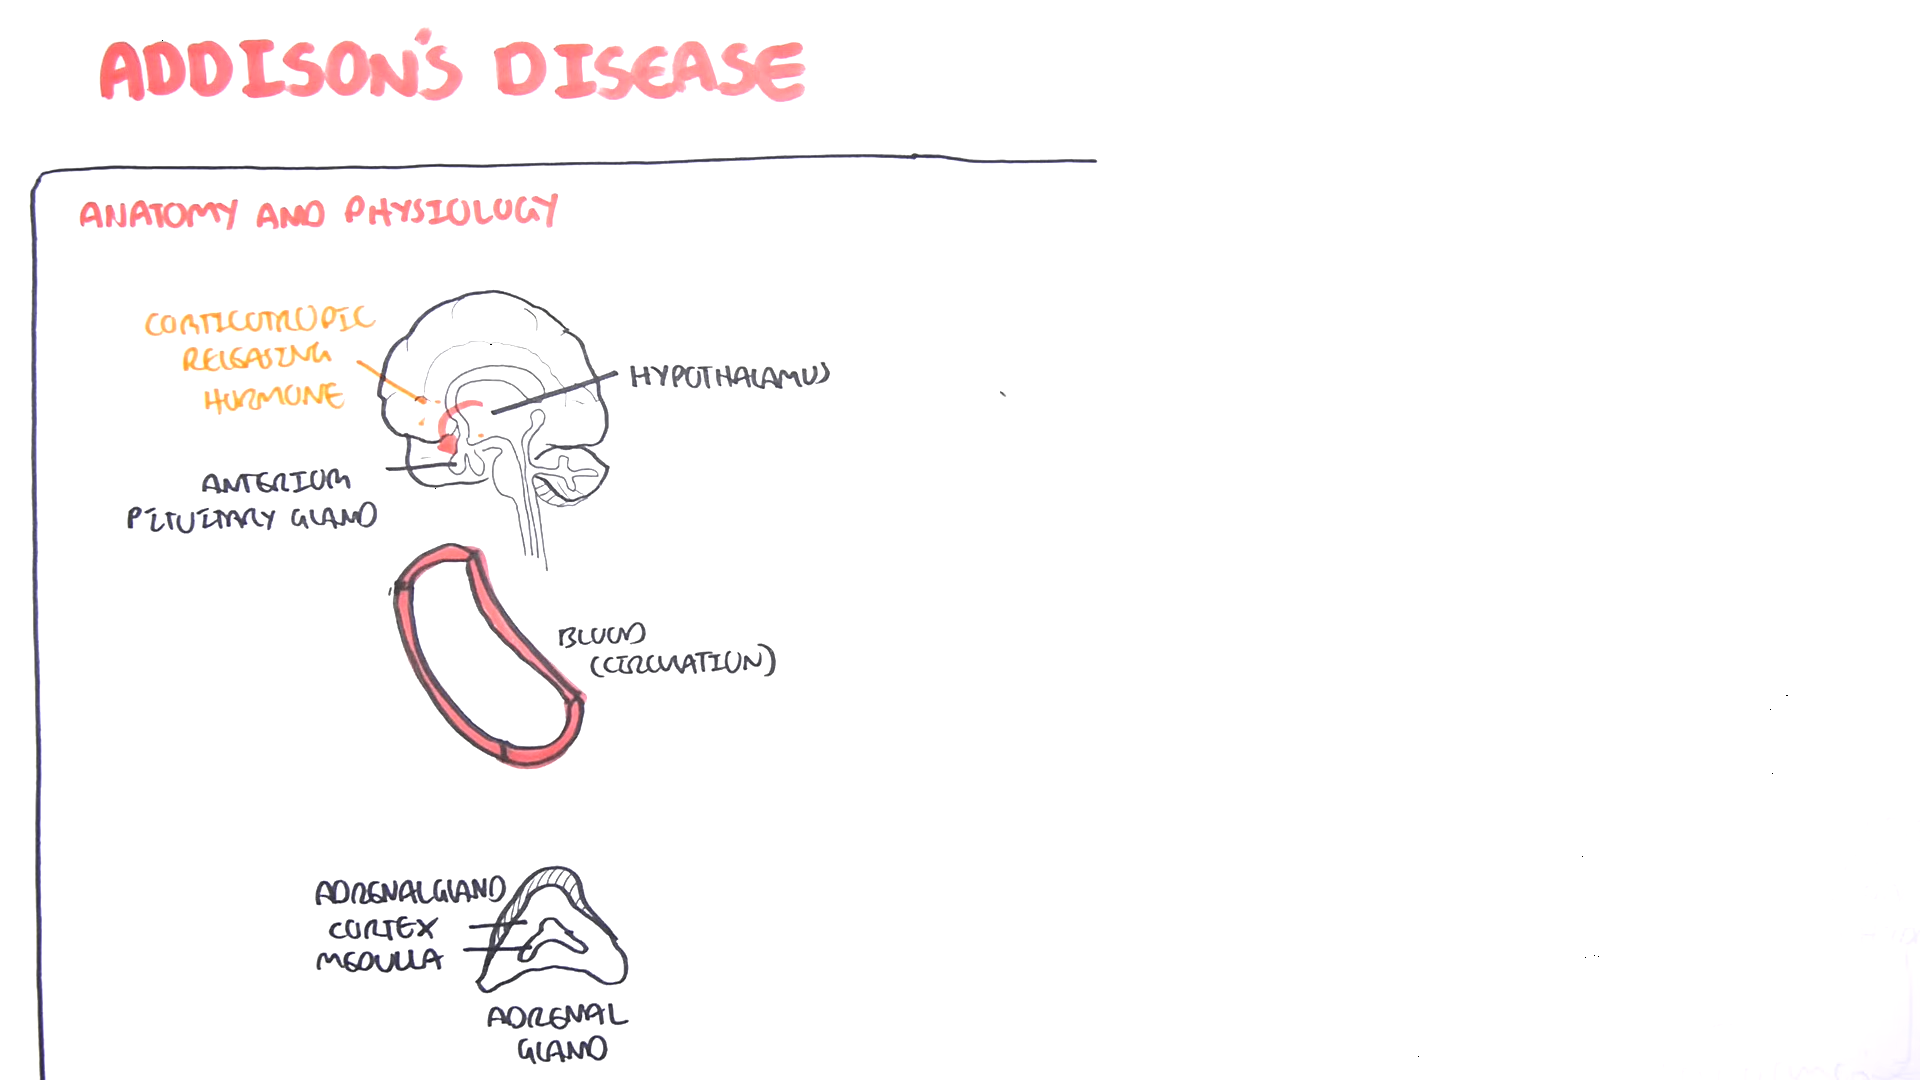 ADDISON'S DISEASE
ANATOMY AND PHYSIOLOGY
CORTICOTROPIC
RELEASING
HORMONE
HYPOTHALAMUS
ANTERIOR
PITUITARY GLAND
BLOOD
(CIRCULATION)
ADRENAL GLAND
CORTEX
MEDULLA
ADRENAL
GLAND